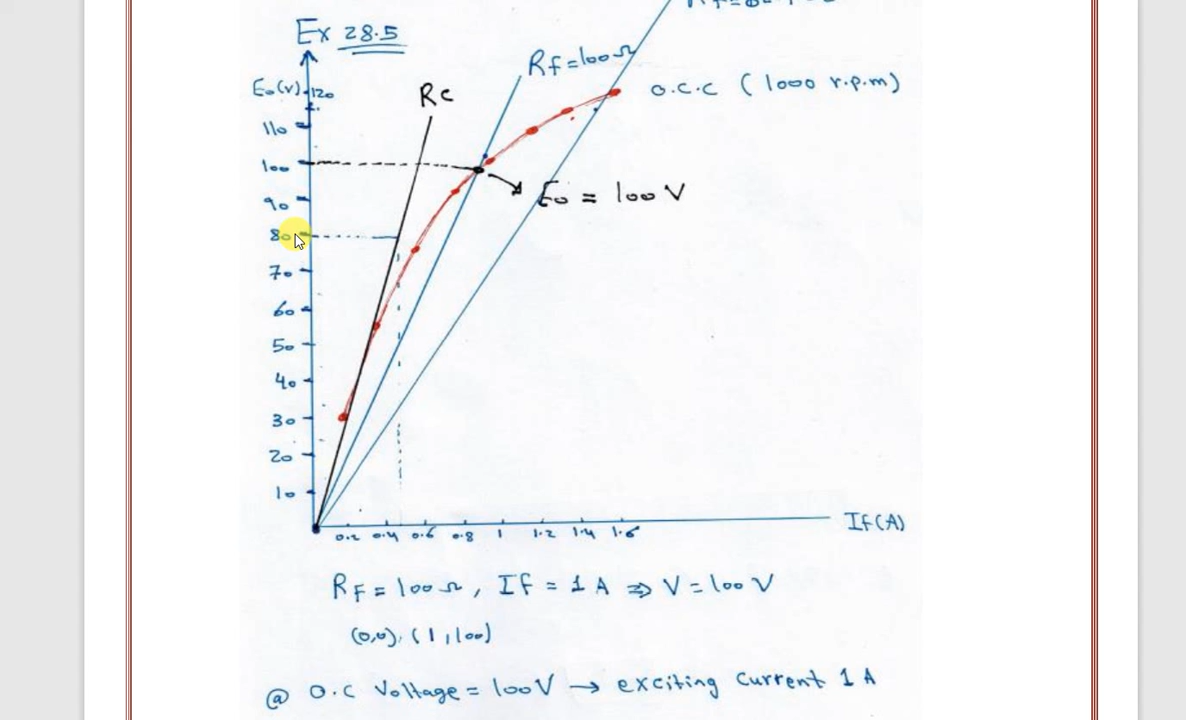 Ex 28.5
Rf=100Ω
Eo(v) 120
Rc
O.C.C (1000 r.p.m)
110
100
Eo = 100 V
90
80
70
60
50
40
30
20
10
0.2 0.4 0.6 0.8 1 1.2 1.4 1.6
If(A)
RF = 100Ω, If = 1 A ⇒ V = 100 V
(0,0), (1,100)
@ O.C Voltage = 100V → exciting current 1 A